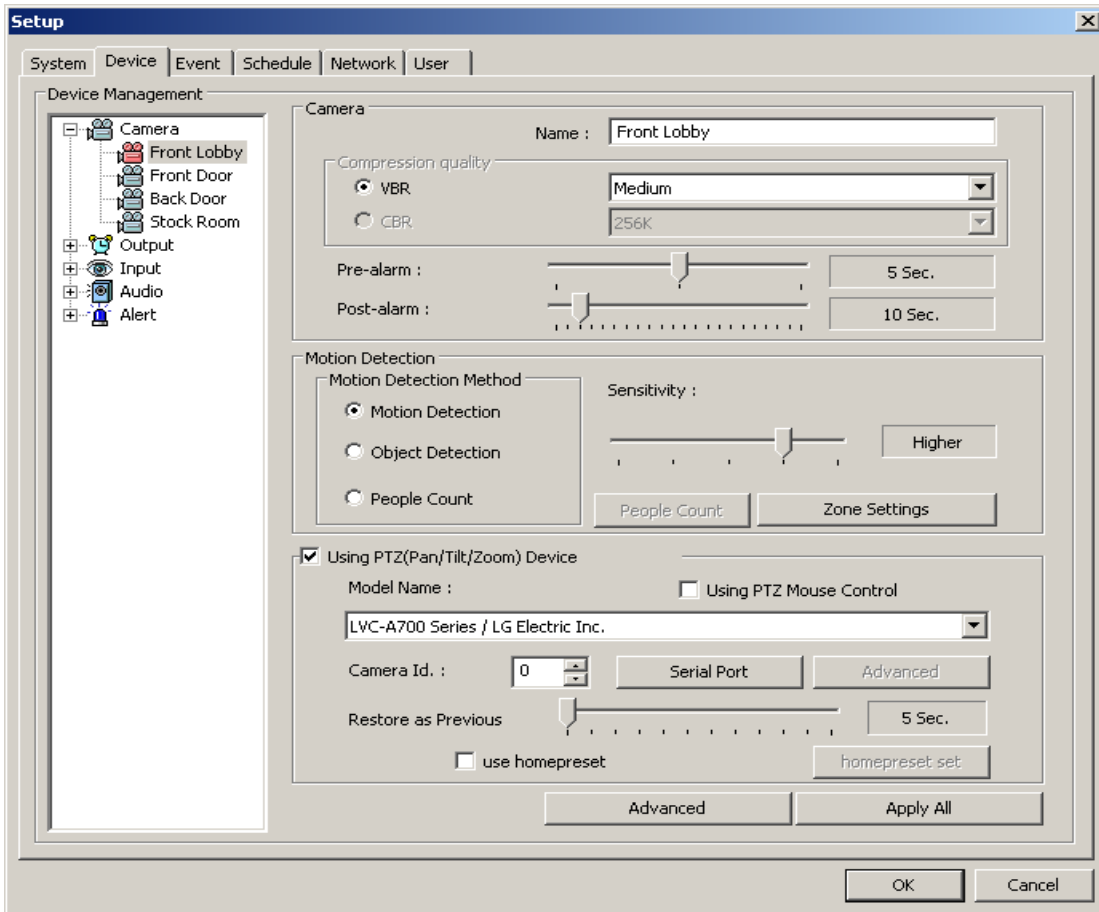 Setup
System Device Event Schedule Network User
Device Management
Camera
Front Lobby
Front Door
Back Door
Stock Room
Output
Input
Audio
Alert
Camera
Name : Front Lobby
Compression quality
VBR Medium
CBR 256K
Pre-alarm : 5 Sec.
Post-alarm : 10 Sec.
Motion Detection
Motion Detection Method
Motion Detection
Object Detection
People Count
Sensitivity :
Higher
People Count Zone Settings
Using PTZ(Pan/Tilt/Zoom) Device
Model Name : Using PTZ Mouse Control
LVC-A700 Series / LG Electric Inc.
Camera Id. : 0 Serial Port Advanced
Restore as Previous 5 Sec.
use homepreset homepreset set
Advanced Apply All
OK Cancel